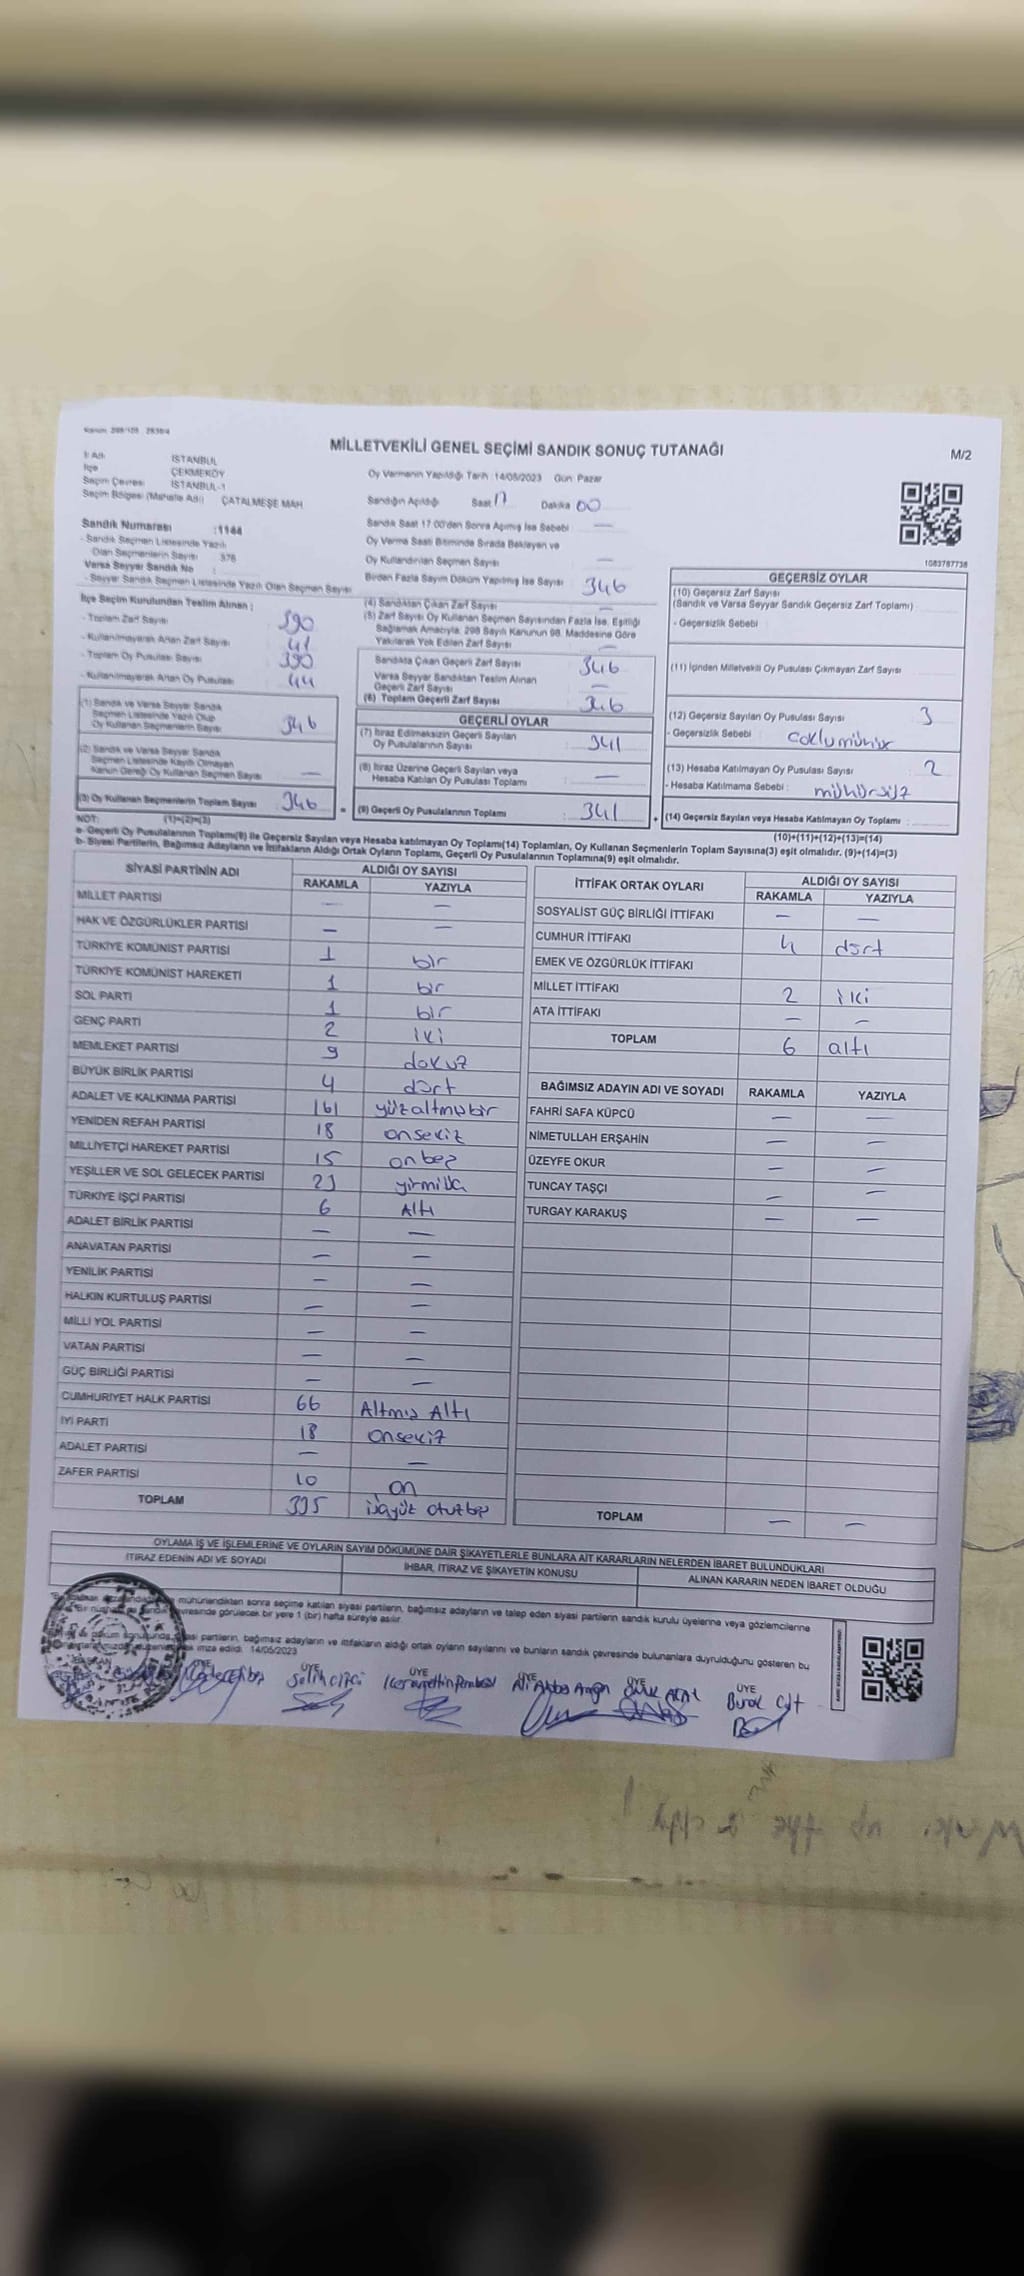 Kanun: 298/105 2839/4
MİLLETVEKİLİ GENEL SEÇİMİ SANDIK SONUÇ TUTANAĞI
M/2
İl Adı İSTANBUL
İlçe ÇEKMEKÖY
Seçim Çevresi İSTANBUL-1
Seçim Bölgesi (Mahalle Adı) ÇATALMEŞE MAH
Oy Vermenin Yapıldığı Tarih :14/05/2023 Gün: Pazar
Sandığın Açıldığı Saat 17 Dakika 00
Sandık Saat 17:00'den Sonra Açılmış İse Sebebi : —
Oy Verme Saati Bitiminde Sırada Bekleyen ve
Oy Kullandırılan Seçmen Sayısı : —
Birden Fazla Sayım Döküm Yapılmış İse Sayısı
346
Sandık Numarası :1144
- Sandık Seçmen Listesinde Yazılı
Olan Seçmenlerin Sayısı : 376
Varsa Seyyar Sandık No :
- Seyyar Sandık Seçmen Listesinde Yazılı Olan Seçmen Sayısı
1083787738
İlçe Seçim Kurulundan Teslim Alınan ;
- Toplam Zarf Sayısı 390
- Kullanılmayarak Artan Zarf Sayısı
- Toplam Oy Pusulası Sayısı 390
- Kullanılmayarak Artan Oy Pusulası 44
(4) Sandıktan Çıkan Zarf Sayısı —
(5) Zarf Sayısı Oy Kullanan Seçmen Sayısından Fazla İse, Eşitliği
Sağlamak Amacıyla, 298 Sayılı Kanunun 98. Maddesine Göre
Yakılarak Yok Edilen Zarf Sayısı —
Sandıkta Çıkan Geçerli Zarf Sayısı 346
Varsa Seyyar Sandıktan Teslim Alınan
Geçerli Zarf Sayısı —
(6) Toplam Geçerli Zarf Sayısı 346
GEÇERSİZ OYLAR
(10) Geçersiz Zarf Sayısı
(Sandık ve Varsa Seyyar Sandık Geçersiz Zarf Toplamı)
- Geçersizlik Sebebi
(11) İçinden Milletvekili Oy Pusulası Çıkmayan Zarf Sayısı
(12) Geçersiz Sayılan Oy Pusulası Sayısı 3
- Geçersizlik Sebebi : çoklumühür
(13) Hesaba Katılmayan Oy Pusulası Sayısı 2
- Hesaba Katılmama Sebebi : mühürsüz
(14) Geçersiz Sayılan veya Hesaba Katılmayan Oy Toplamı :
(10)+(11)+(12)+(13)=(14)
(1) Sandık ve Varsa Seyyar Sandık
Seçmen Listesinde Yazılı Olup
Oy Kullanan Seçmenlerin Sayısı 346
(2) Sandık ve Varsa Seyyar Sandık
Seçmen Listesinde Kayıtlı Olmayan
Kanun Gereği Oy Kullanan Seçmen Sayısı —
(3) Oy Kullanan Seçmenlerin Toplam Sayısı 346 =
GEÇERLİ OYLAR
(7) İtiraz Edilmeksizin Geçerli Sayılan
Oy Pusulalarının Sayısı : 341
(8) İtiraz Üzerine Geçerli Sayılan veya
Hesaba Katılan Oy Pusulası Toplamı : —
(9) Geçerli Oy Pusulalarının Toplamı : 341 +
NOT: (1)+(2)=(3)
a- Geçerli Oy Pusulalarının Toplamı(9) ile Geçersiz Sayılan veya Hesaba katılmayan Oy Toplamı(14) Toplamları, Oy Kullanan Seçmenlerin Toplam Sayısına(3) eşit olmalıdır. (9)+(14)=(3)
b- Siyasi Partilerin, Bağımsız Adayların ve İttifakların Aldığı Ortak Oyların Toplamı, Geçerli Oy Pusulalarının Toplamına(9) eşit olmalıdır.
SİYASİ PARTİNİN ADI ALDIĞI OY SAYISI
RAKAMLA YAZIYLA
MİLLET PARTİSİ — —
HAK VE ÖZGÜRLÜKLER PARTİSİ — —
TÜRKİYE KOMÜNİST PARTİSİ 1 bir
TÜRKİYE KOMÜNİST HAREKETİ 1 bir
SOL PARTİ 1 bir
GENÇ PARTİ 2 iki
MEMLEKET PARTİSİ 9 dokuz
BÜYÜK BİRLİK PARTİSİ 4 dört
ADALET VE KALKINMA PARTİSİ 161 yüzaltmışbir
YENİDEN REFAH PARTİSİ 18 onsekiz
MİLLİYETÇİ HAREKET PARTİSİ 15 onbeş
YEŞİLLER VE SOL GELECEK PARTİSİ 23
TÜRKİYE İŞÇİ PARTİSİ 6 Altı
ADALET BİRLİK PARTİSİ — —
ANAVATAN PARTİSİ — —
YENİLİK PARTİSİ — —
HALKIN KURTULUŞ PARTİSİ — —
MİLLİ YOL PARTİSİ — —
VATAN PARTİSİ — —
GÜÇ BİRLİĞİ PARTİSİ — —
CUMHURİYET HALK PARTİSİ 66 Altmış Altı
İYİ PARTİ 18 onsekiz
ADALET PARTİSİ — —
ZAFER PARTİSİ 10 on
TOPLAM 335 üçyüz otuzbeş
İTTİFAK ORTAK OYLARI ALDIĞI OY SAYISI
RAKAMLA YAZIYLA
SOSYALİST GÜÇ BİRLİĞİ İTTİFAKI — —
CUMHUR İTTİFAKI 4 dört
EMEK VE ÖZGÜRLÜK İTTİFAKI
MİLLET İTTİFAKI 2 iki
ATA İTTİFAKI — —
TOPLAM 6 altı
BAĞIMSIZ ADAYIN ADI VE SOYADI RAKAMLA YAZIYLA
FAHRİ SAFA KÜPCÜ — —
NİMETULLAH ERŞAHİN — —
ÜZEYFE OKUR — —
TUNCAY TAŞÇI — —
TURGAY KARAKUŞ — —
TOPLAM — —
OYLAMA İŞ VE İŞLEMLERİNE VE OYLARIN SAYIM DÖKÜMÜNE DAİR ŞİKAYETLERLE BUNLARA AİT KARARLARIN NELERDEN İBARET BULUNDUKLARI
İTİRAZ EDENİN ADI VE SOYADI İHBAR, İTİRAZ VE ŞİKAYETİN KONUSU ALINAN KARARIN NEDEN İBARET OLDUĞU
mühürlendikten sonra seçime katılan siyasi partilerin, bağımsız adayların ve talep eden siyasi partilerin sandık kurulu üyelerine veya gözlemcilerine
çevresinde görülecek bir yere 1 (bir) hafta süreyle asılır.
partilerin, bağımsız adayların ve ittifakların aldığı ortak oyların sayılarını ve bunların sandık çevresinde bulunanlara duyrulduğunu gösteren bu
imza edildi. 14/05/2023
BAŞKAN ÜYE ÜYE ÜYE ÜYE ÜYE
Salih Çifçi Ali Abbas Burak